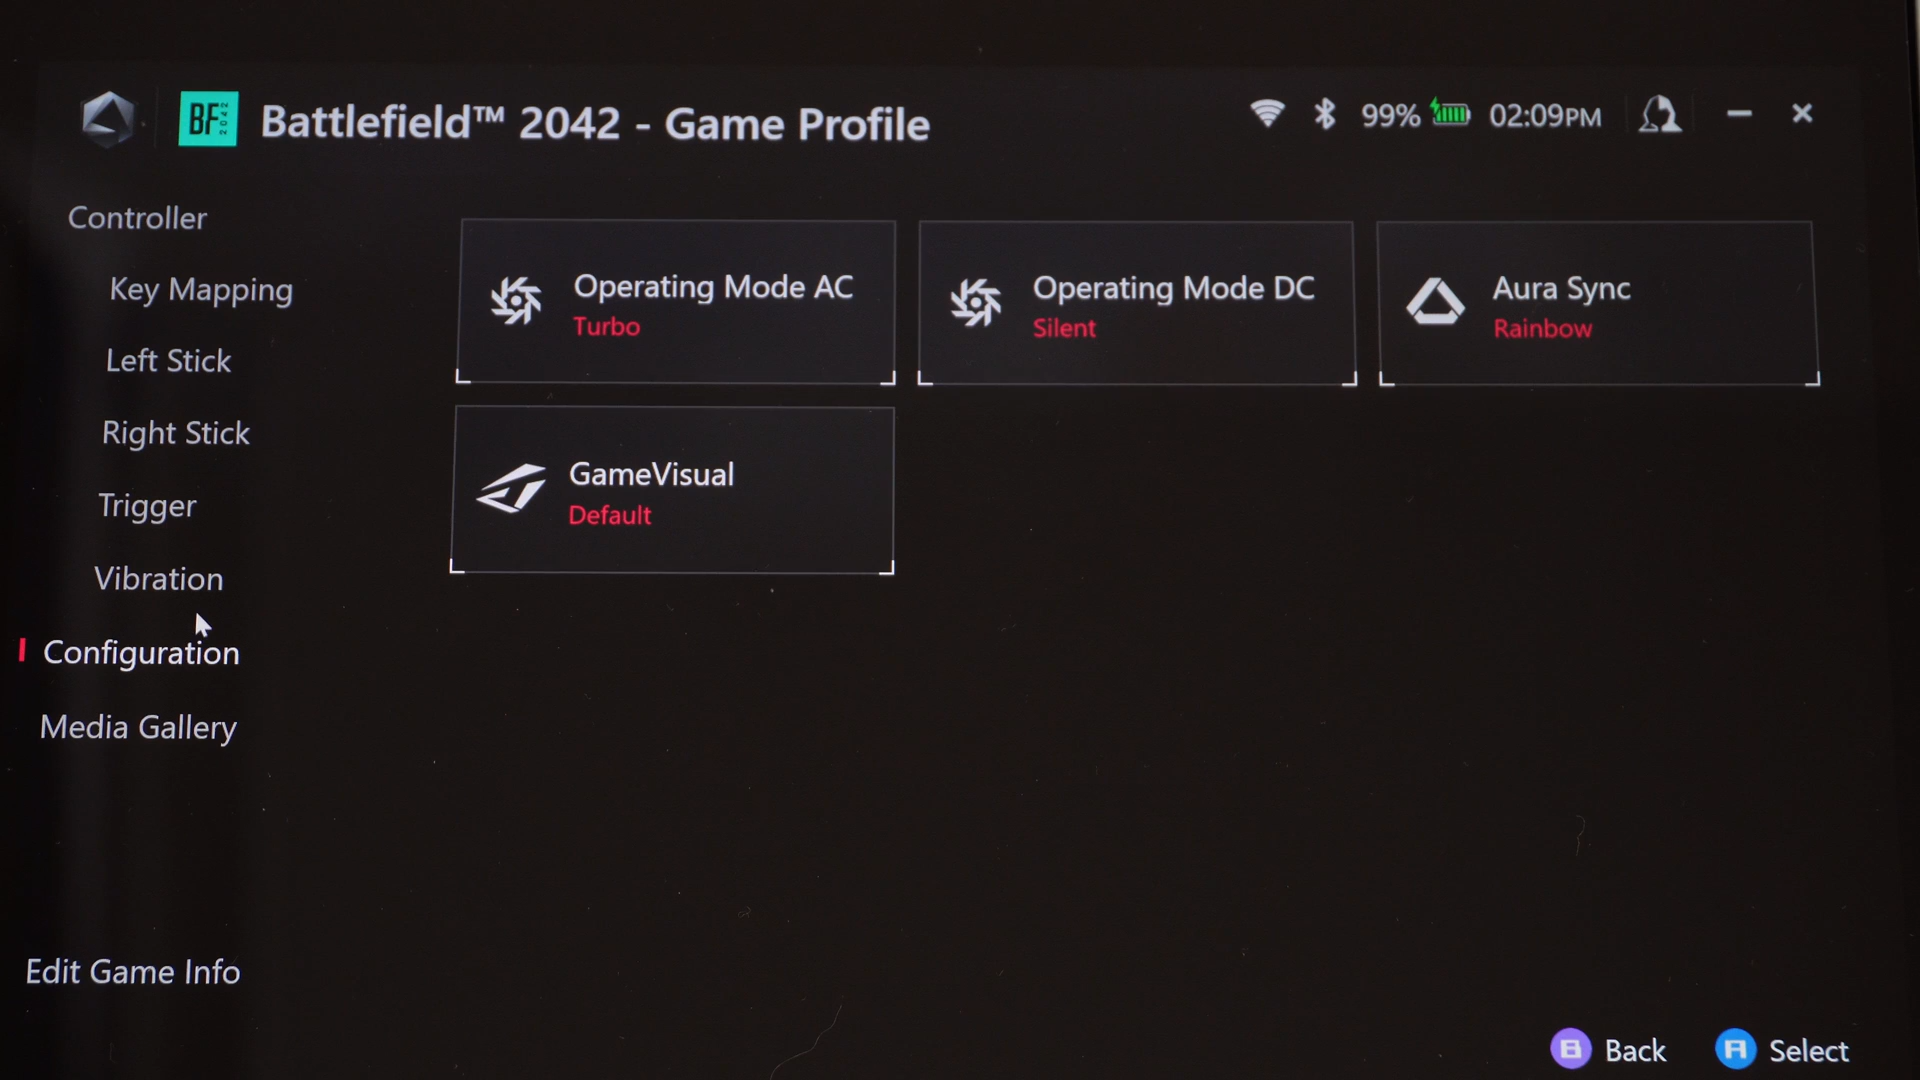 BF 2042
Battlefield™ 2042 - Game Profile
99%
02:09PM
Controller
Key Mapping
Left Stick
Right Stick
Trigger
Vibration
Configuration
Media Gallery
Edit Game Info
Operating Mode AC
Turbo
Operating Mode DC
Silent
Aura Sync
Rainbow
GameVisual
Default
B Back
A Select